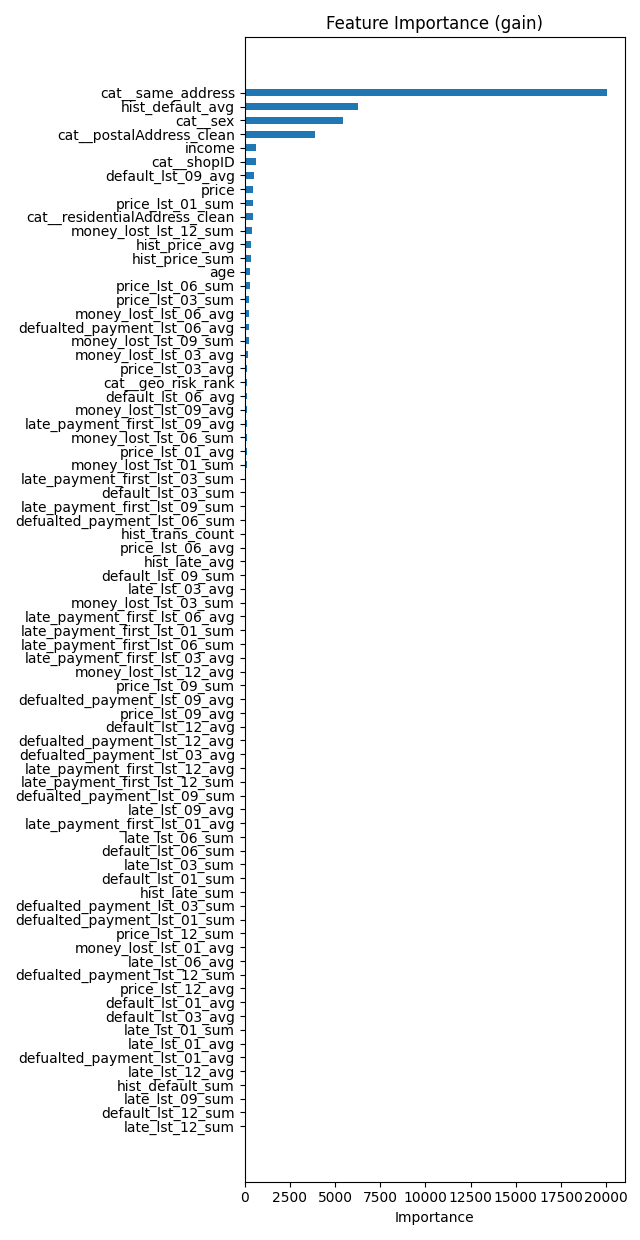 Feature Importance (gain)
cat__same_address
hist_default_avg
cat__sex
cat__postalAddress_clean
income
cat__shopID
default_lst_09_avg
price
price_lst_01_sum
cat__residentialAddress_clean
money_lost_lst_12_sum
hist_price_avg
hist_price_sum
age
price_lst_06_sum
price_lst_03_sum
money_lost_lst_06_avg
defualted_payment_lst_06_avg
money_lost_lst_09_sum
money_lost_lst_03_avg
price_lst_03_avg
cat__geo_risk_rank
default_lst_06_avg
money_lost_lst_09_avg
late_payment_first_lst_09_avg
money_lost_lst_06_sum
price_lst_01_avg
money_lost_lst_01_sum
late_payment_first_lst_03_sum
default_lst_03_sum
late_payment_first_lst_09_sum
defualted_payment_lst_06_sum
hist_trans_count
price_lst_06_avg
hist_late_avg
default_lst_09_sum
late_lst_03_avg
money_lost_lst_03_sum
late_payment_first_lst_06_avg
late_payment_first_lst_01_sum
late_payment_first_lst_06_sum
late_payment_first_lst_03_avg
money_lost_lst_12_avg
price_lst_09_sum
defualted_payment_lst_09_avg
price_lst_09_avg
default_lst_12_avg
defualted_payment_lst_12_avg
defualted_payment_lst_03_avg
late_payment_first_lst_12_avg
late_payment_first_lst_12_sum
defualted_payment_lst_09_sum
late_lst_09_avg
late_payment_first_lst_01_avg
late_lst_06_sum
default_lst_06_sum
late_lst_03_sum
default_lst_01_sum
hist_late_sum
defualted_payment_lst_03_sum
defualted_payment_lst_01_sum
price_lst_12_sum
money_lost_lst_01_avg
late_lst_06_avg
defualted_payment_lst_12_sum
price_lst_12_avg
default_lst_01_avg
default_lst_03_avg
late_lst_01_sum
late_lst_01_avg
defualted_payment_lst_01_avg
late_lst_12_avg
hist_default_sum
late_lst_09_sum
default_lst_12_sum
late_lst_12_sum
0 2500 5000 7500 10000 12500 15000 17500 20000
Importance